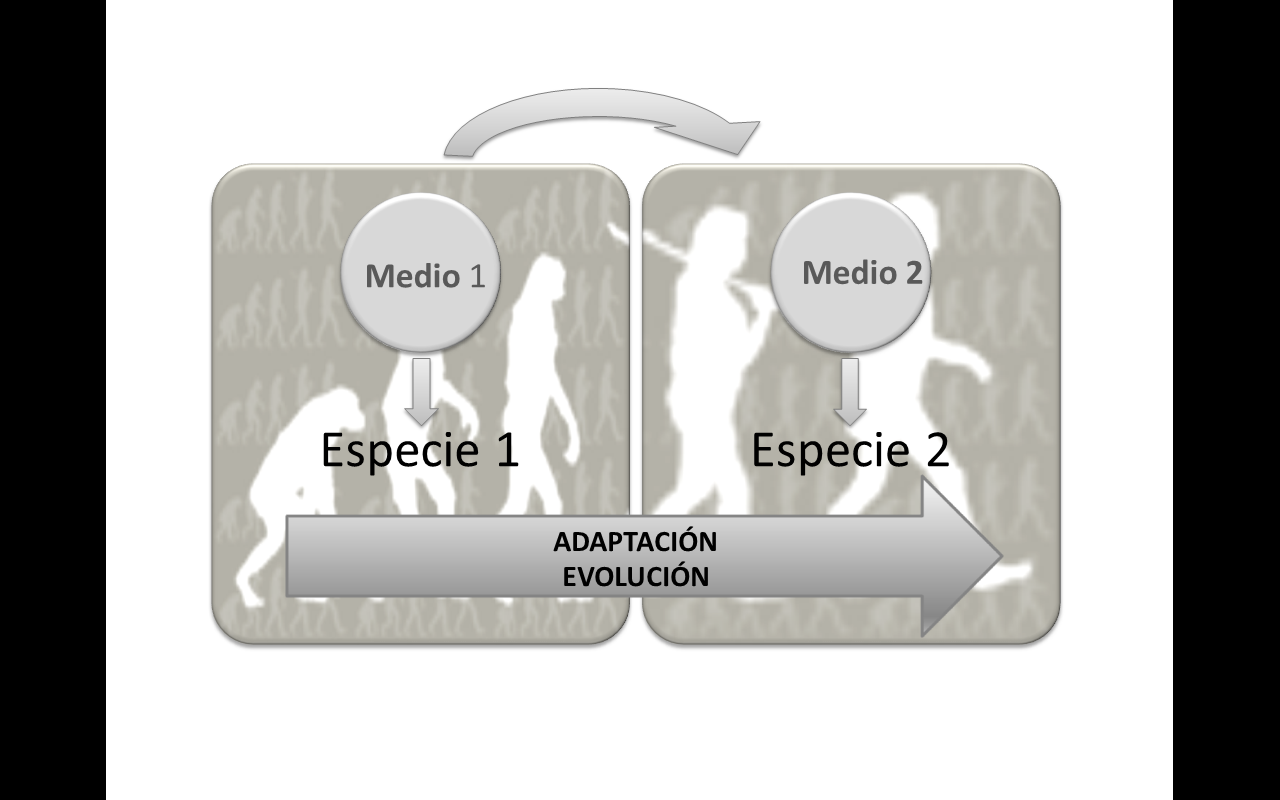 Medio 1
Medio 2
Especie 1
Especie 2
ADAPTACIÓN
EVOLUCIÓN